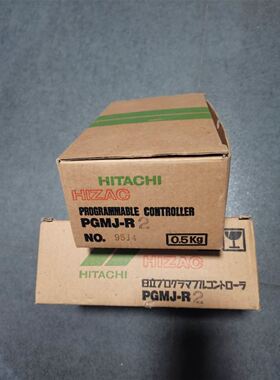 HITACHI
HIZAC
PROGRAMMABLE CONTROLLER
PGMJ-R2
NO. 95J4
0.5Kg
HIZAC
HITACHI
日立プログラマブルコントローラ
PGMJ-R2